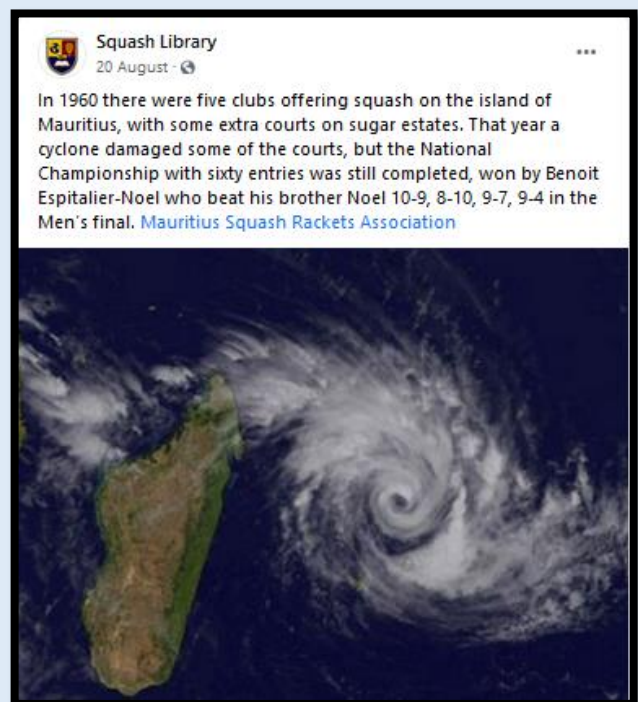 Squash Library
20 August ·
In 1960 there were five clubs offering squash on the island of
Mauritius, with some extra courts on sugar estates. That year a
cyclone damaged some of the courts, but the National
Championship with sixty entries was still completed, won by Benoit
Espitalier-Noel who beat his brother Noel 10-9, 8-10, 9-7, 9-4 in the
Men's final. Mauritius Squash Rackets Association